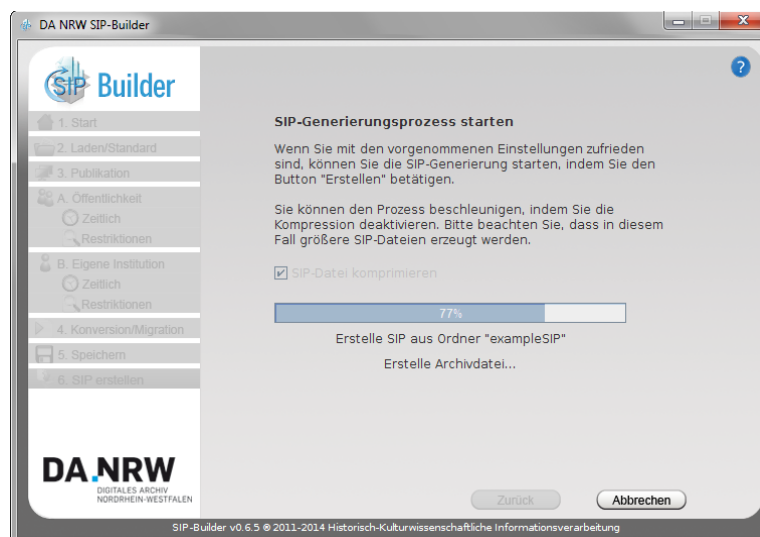 DA NRW SIP-Builder
SIP Builder
?
1. Start
2. Laden/Standard
3. Publikation
A. Öffentlichkeit
Zeitlich
Restriktionen
B. Eigene Institution
Zeitlich
Restriktionen
4. Konversion/Migration
5. Speichern
6. SIP erstellen
SIP-Generierungsprozess starten
Wenn Sie mit den vorgenommenen Einstellungen zufrieden
sind, können Sie die SIP-Generierung starten, indem Sie den
Button "Erstellen" betätigen.
Sie können den Prozess beschleunigen, indem Sie die
Kompression deaktivieren. Bitte beachten Sie, dass in diesem
Fall größere SIP-Dateien erzeugt werden.
SIP-Datei komprimieren
77%
Erstelle SIP aus Ordner "exampleSIP"
Erstelle Archivdatei...
DA.NRW
DIGITALES ARCHIV
NORDRHEIN-WESTFALEN
Zurück
Abbrechen
SIP-Builder v0.6.5 © 2011-2014 Historisch-Kulturwissenschaftliche Informationsverarbeitung